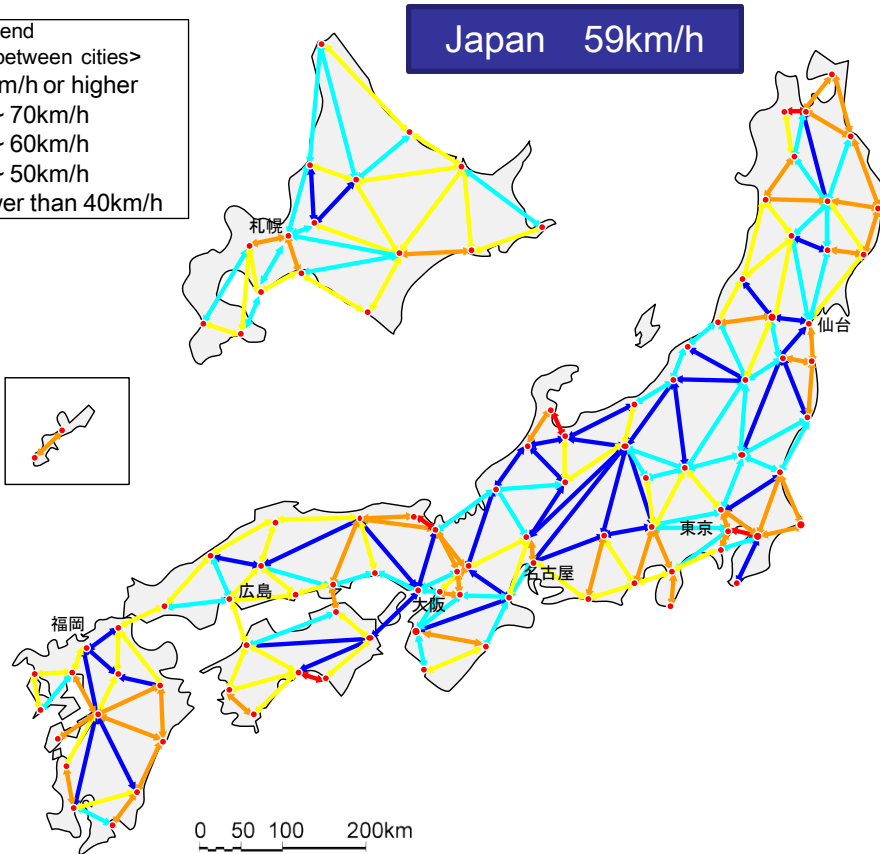 Japan 59km/h
end
between cities>
m/h or higher
~ 70km/h
~ 60km/h
~ 50km/h
wer than 40km/h
札幌
仙台
東京
名古屋
大阪
広島
福岡
0 50 100 200km